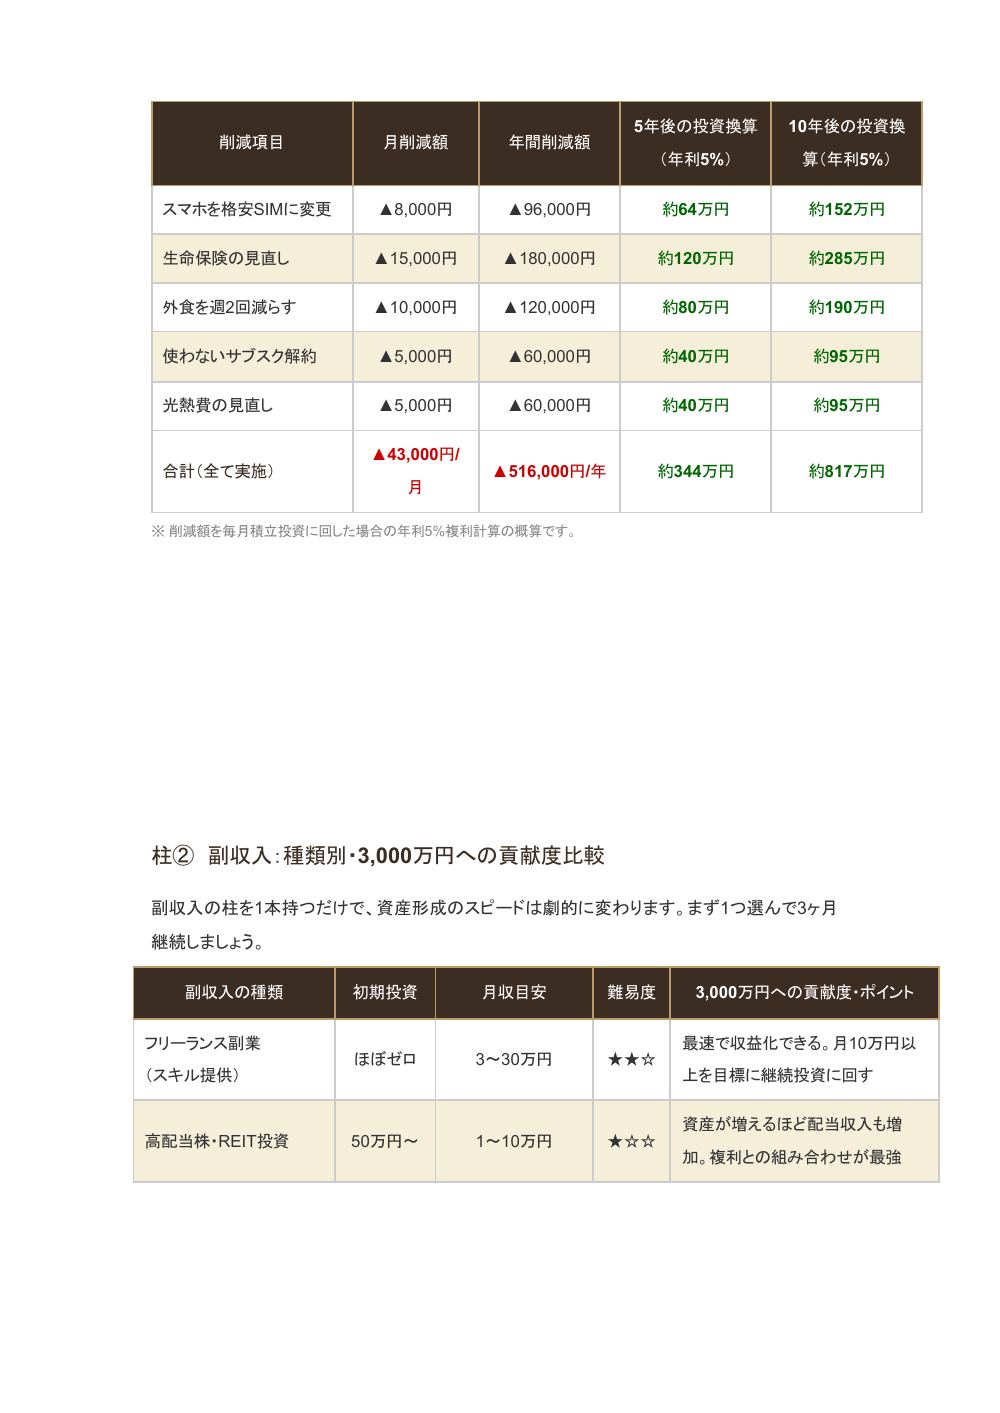 削減項目 月削減額 年間削減額 5年後の投資換算 10年後の投資換
（年利5%） 算（年利5%）
スマホを格安SIMに変更 ▲8,000円 ▲96,000円 約64万円 約152万円
生命保険の見直し ▲15,000円 ▲180,000円 約120万円 約285万円
外食を週2回減らす ▲10,000円 ▲120,000円 約80万円 約190万円
使わないサブスク解約 ▲5,000円 ▲60,000円 約40万円 約95万円
光熱費の見直し ▲5,000円 ▲60,000円 約40万円 約95万円
合計（全て実施） ▲43,000円/ ▲516,000円/年 約344万円 約817万円
月
※ 削減額を毎月積立投資に回した場合の年利5%複利計算の概算です。
柱② 副収入：種類別・3,000万円への貢献度比較
副収入の柱を1本持つだけで、資産形成のスピードは劇的に変わります。まず1つ選んで3ヶ月
継続しましょう。
副収入の種類 初期投資 月収目安 難易度 3,000万円への貢献度・ポイント
フリーランス副業 ほぼゼロ 3〜30万円 ★★☆ 最速で収益化できる。月10万円以
（スキル提供） 上を目標に継続投資に回す
高配当株・REIT投資 50万円〜 1〜10万円 ★☆☆ 資産が増えるほど配当収入も増
加。複利との組み合わせが最強